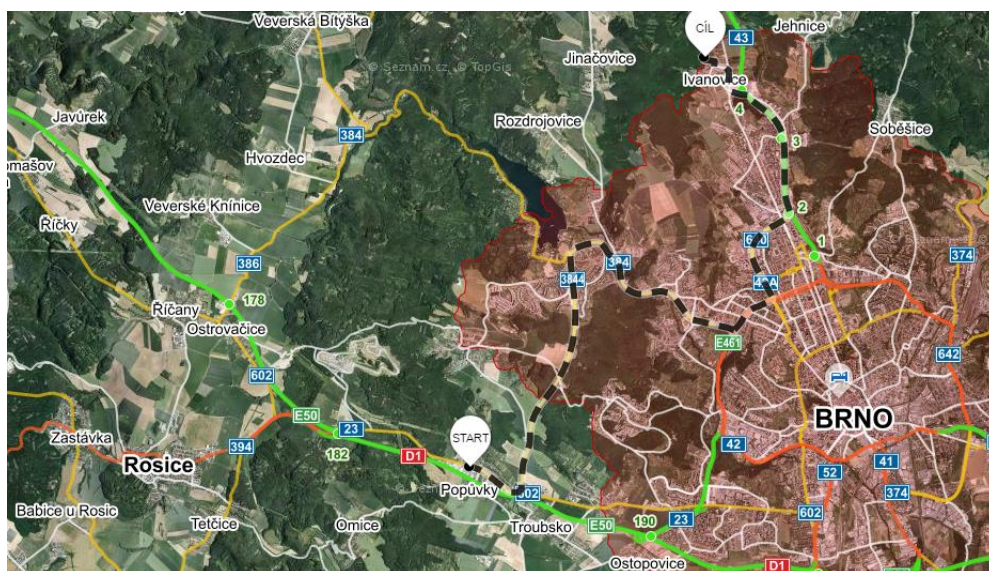 Veverská Bítýška
CÍL
43
Jehnice
© Seznam.cz, © TopGis
Jinačovice
Ivanovice
4
Javůrek
Rozdrojovice
3
Soběšice
384
Hvozdec
omašov
Veverské Knínice
2
Říčky
640
1
374
386
384
3844
42A
178
Říčany
Ostrovačice
E461
642
602
E50
23
START
BRNO
Zastávka
394
182
D1
42
Rosice
41
52
Popůvky
602
374
Babice u Rosic
Tetčice
Omice
Troubsko
E50
190
23
602
Ostopovice
D1